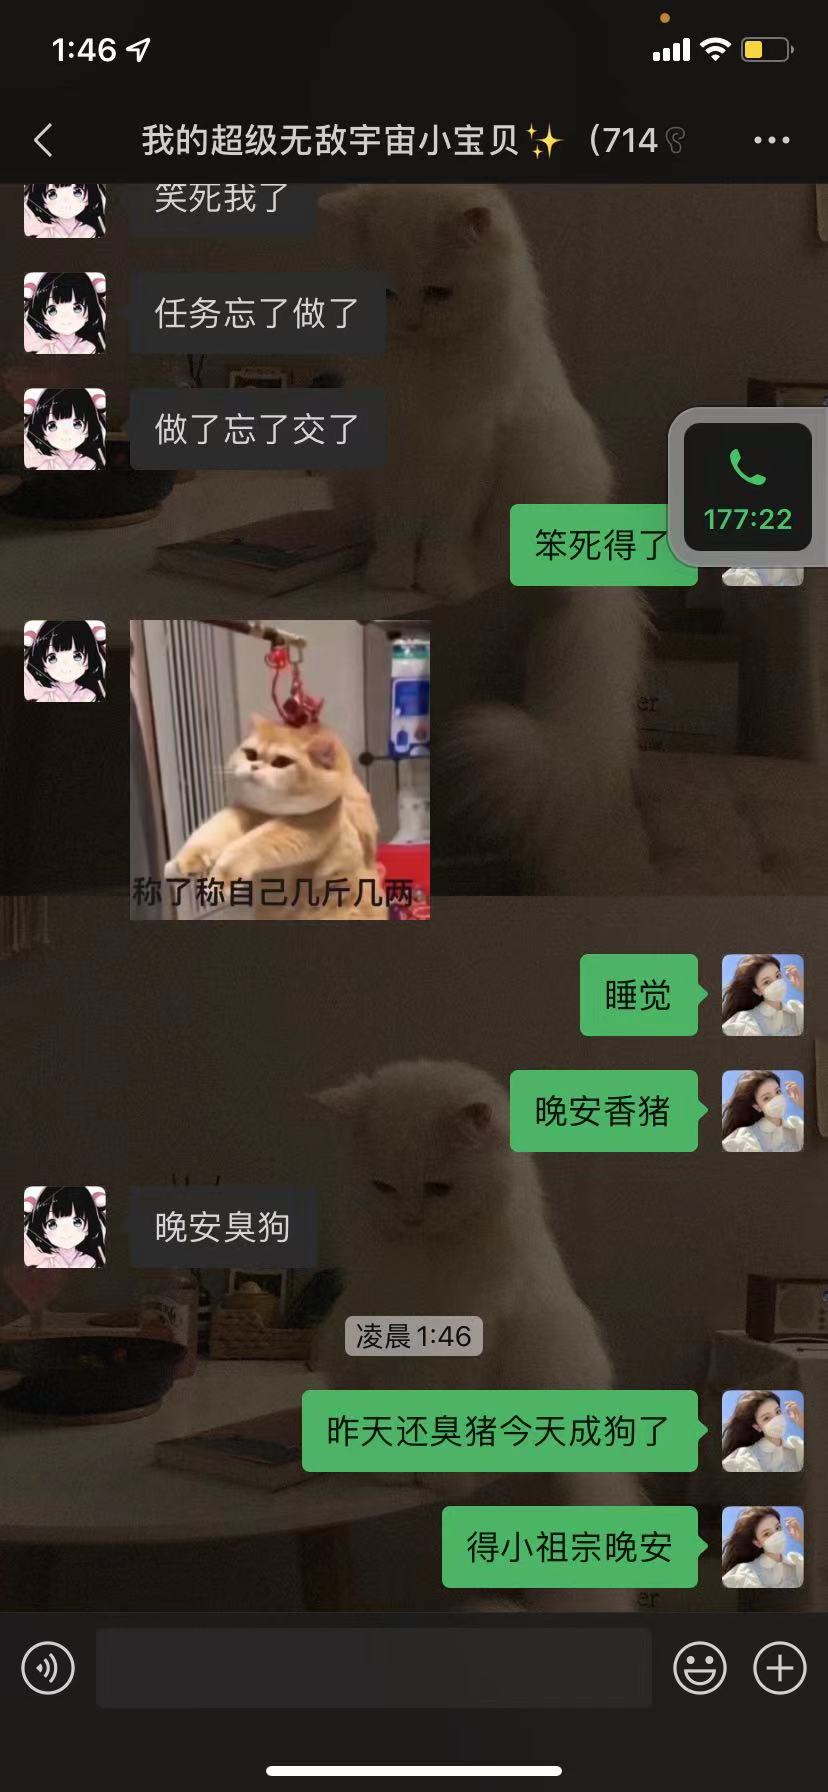 1:46
我的超级无敌宇宙小宝贝✨（714
笑死我了
任务忘了做了
做了忘了交了
177:22
笨死得了
称了称自己几斤几两
睡觉
晚安香猪
晚安臭狗
凌晨1:46
昨天还臭猪今天成狗了
得小祖宗晚安